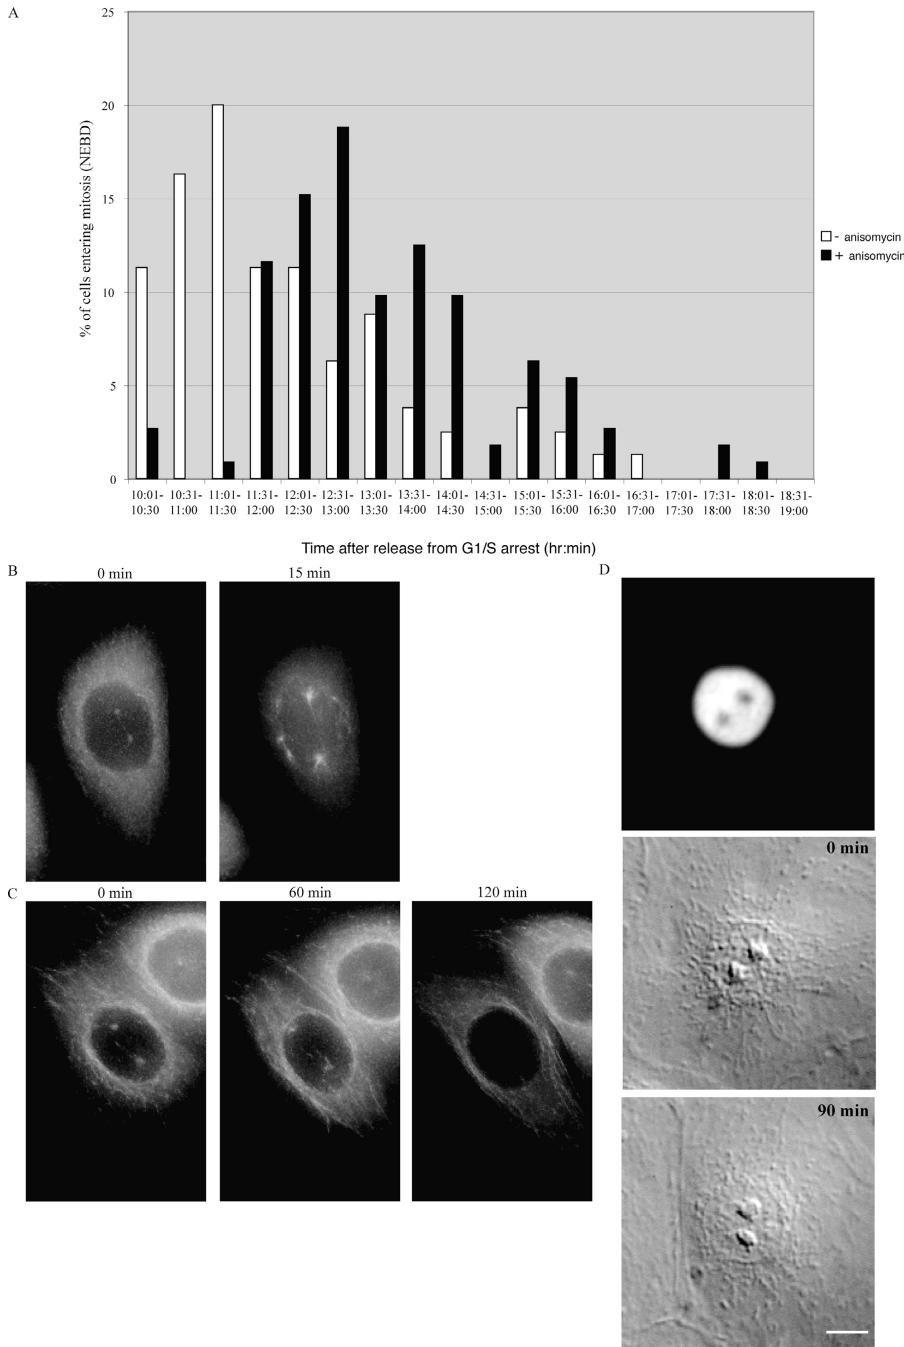 A
25
20
15
10
5
0
% of cells entering mitosis (NEBD)
- anisomycin
+ anisomycin
10:01- 10:31- 11:01- 11:31- 12:01- 12:31- 13:01- 13:31- 14:01- 14:31- 15:01- 15:31- 16:01- 16:31- 17:01- 17:31- 18:01- 18:31-
10:30 11:00 11:30 12:00 12:30 13:00 13:30 14:00 14:30 15:00 15:30 16:00 16:30 17:00 17:30 18:00 18:30 19:00
Time after release from G1/S arrest (hr:min)
B
0 min 15 min
C
0 min 60 min 120 min
D
0 min
90 min